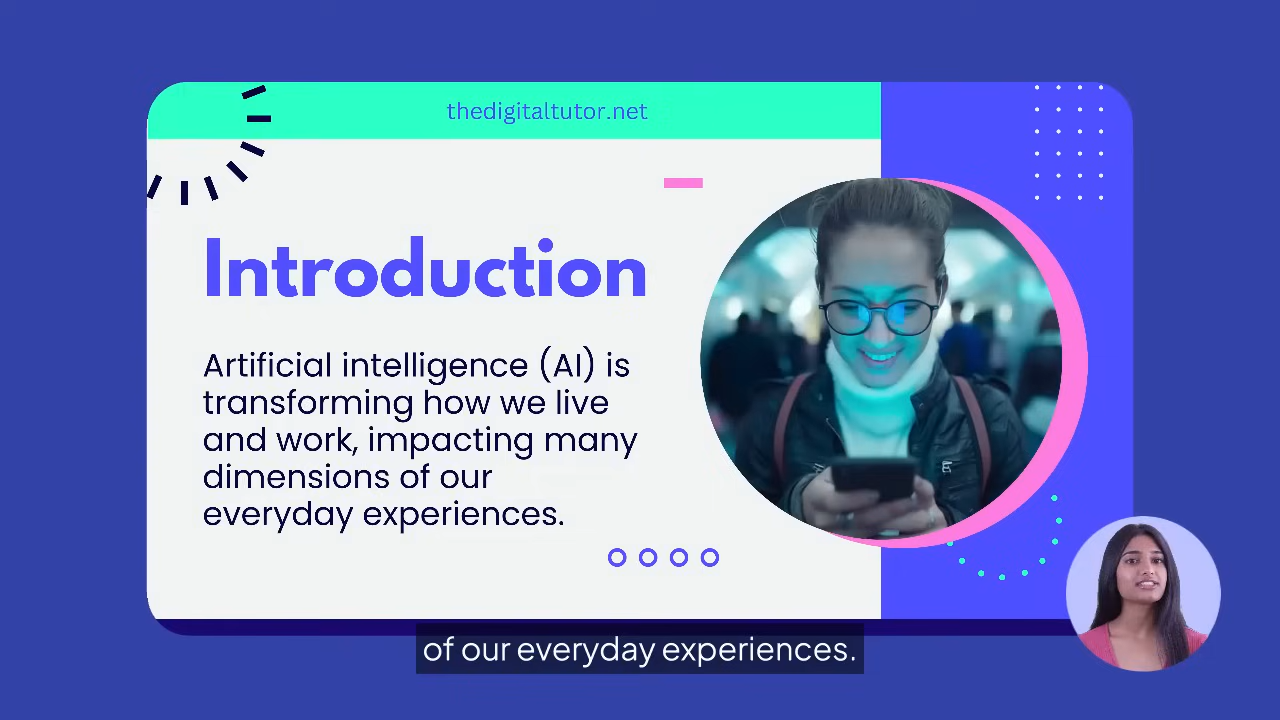 thedigitaltutor.net
Introduction
Artificial intelligence (AI) is
transforming how we live
and work, impacting many
dimensions of our
everyday experiences.
of our everyday experiences.